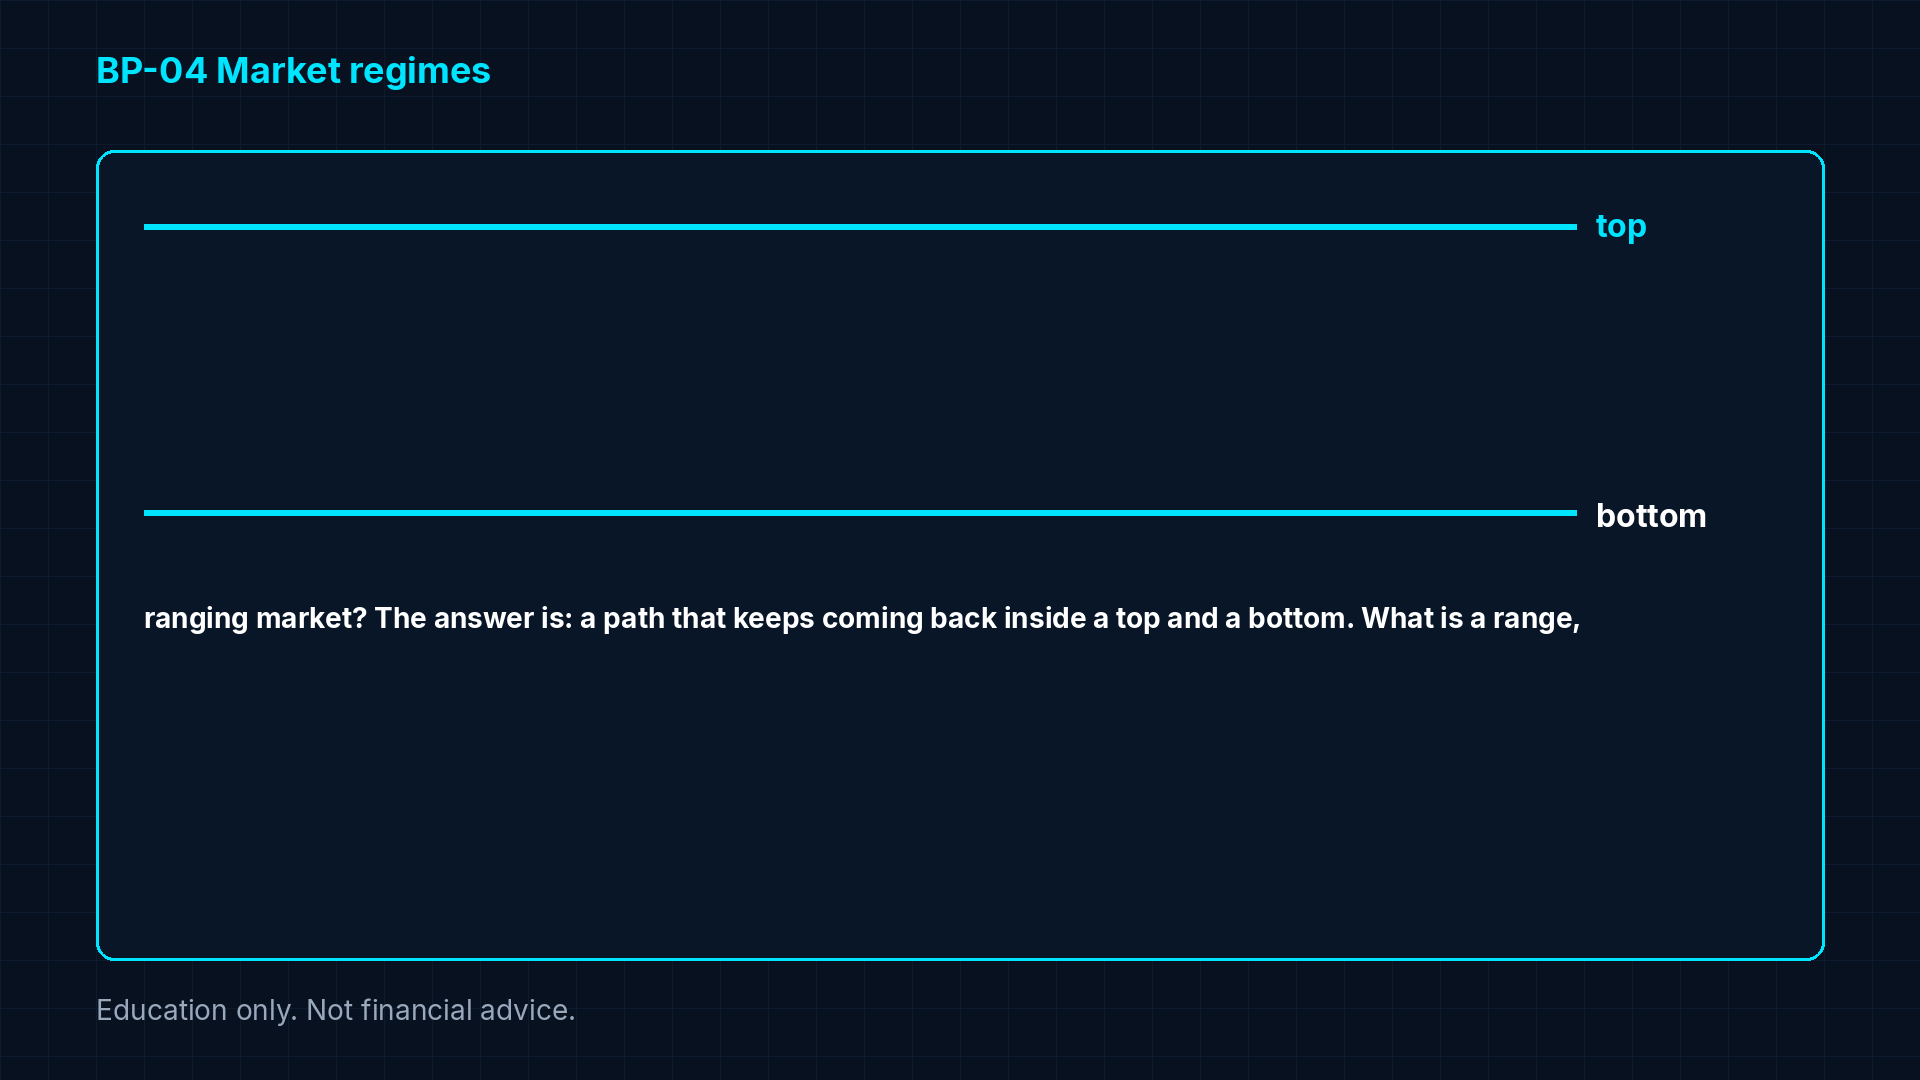 BP-04 Market regimes
top
bottom
ranging market? The answer is: a path that keeps coming back inside a top and a bottom. What is a range,
Education only. Not financial advice.